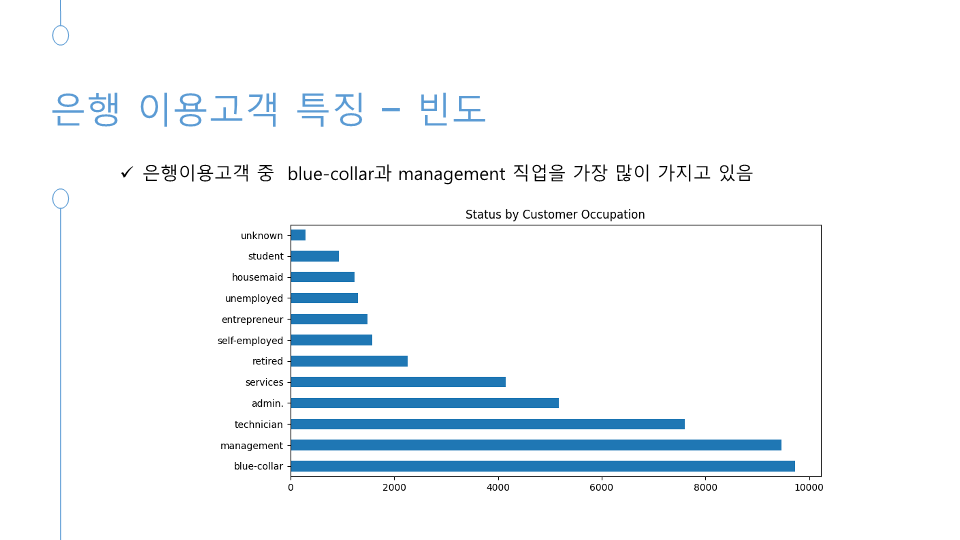 은행 이용고객 특징 – 빈도
✓ 은행이용고객 중 blue-collar과 management 직업을 가장 많이 가지고 있음
Status by Customer Occupation
unknown
student
housemaid
unemployed
entrepreneur
self-employed
retired
services
admin.
technician
management
blue-collar
0 2000 4000 6000 8000 10000